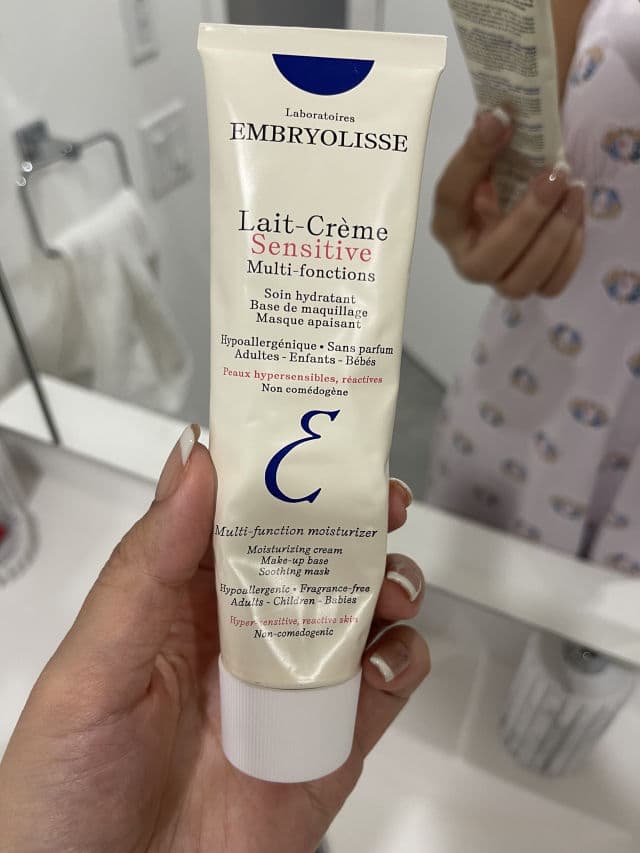 Laboratoires
EMBRYOLISSE
Lait-Crème
Sensitive
Multi-fonctions
Soin hydratant
Base de maquillage
Masque apaisant
Hypoallergénique • Sans parfum
Adultes - Enfants - Bébés
Peaux hypersensibles, réactives
Non comédogène
ε
Multi-function moisturizer
Moisturizing cream
Make-up base
Soothing mask
Hypoallergenic • Fragrance-free
Adults - Children - Babies
Hyper-sensitive, reactive skin
Non-comedogenic